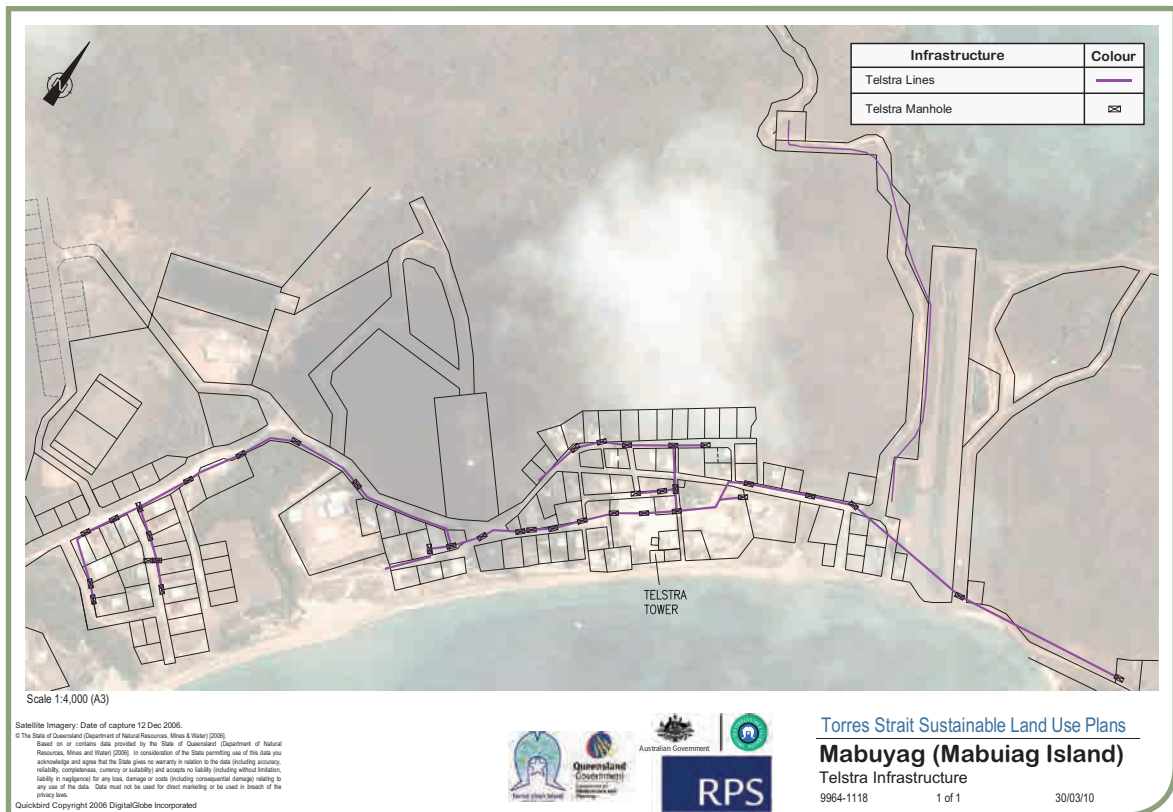 N
Infrastructure Colour
Telstra Lines
Telstra Manhole
TELSTRA
TOWER
Scale 1:4,000 (A3)
Satellite Imagery: Date of capture 12 Dec 2006.
© The State of Queensland (Department of Natural Resources, Mines & Water) [2006].
Based on or contains data provided by the State of Queensland (Department of Natural
Resources, Mines and Water) [2006]. In consideration of the State permitting use of this data you
acknowledge and agree that the State gives no warranty in relation to the data (including accuracy,
reliability, completeness, currency or suitability) and accepts no liability (including without limitation,
liability in negligence) for any loss, damage or costs (including consequential damage) relating to
any use of the data. Data must not be used for direct marketing or be used in breach of the
privacy laws.
Quickbird Copyright 2006 DigitalGlobe Incorporated
Queensland
Government
Australian Government
RPS
Torres Strait Sustainable Land Use Plans
Mabuyag (Mabuiag Island)
Telstra Infrastructure
9964-1118 1 of 1 30/03/10